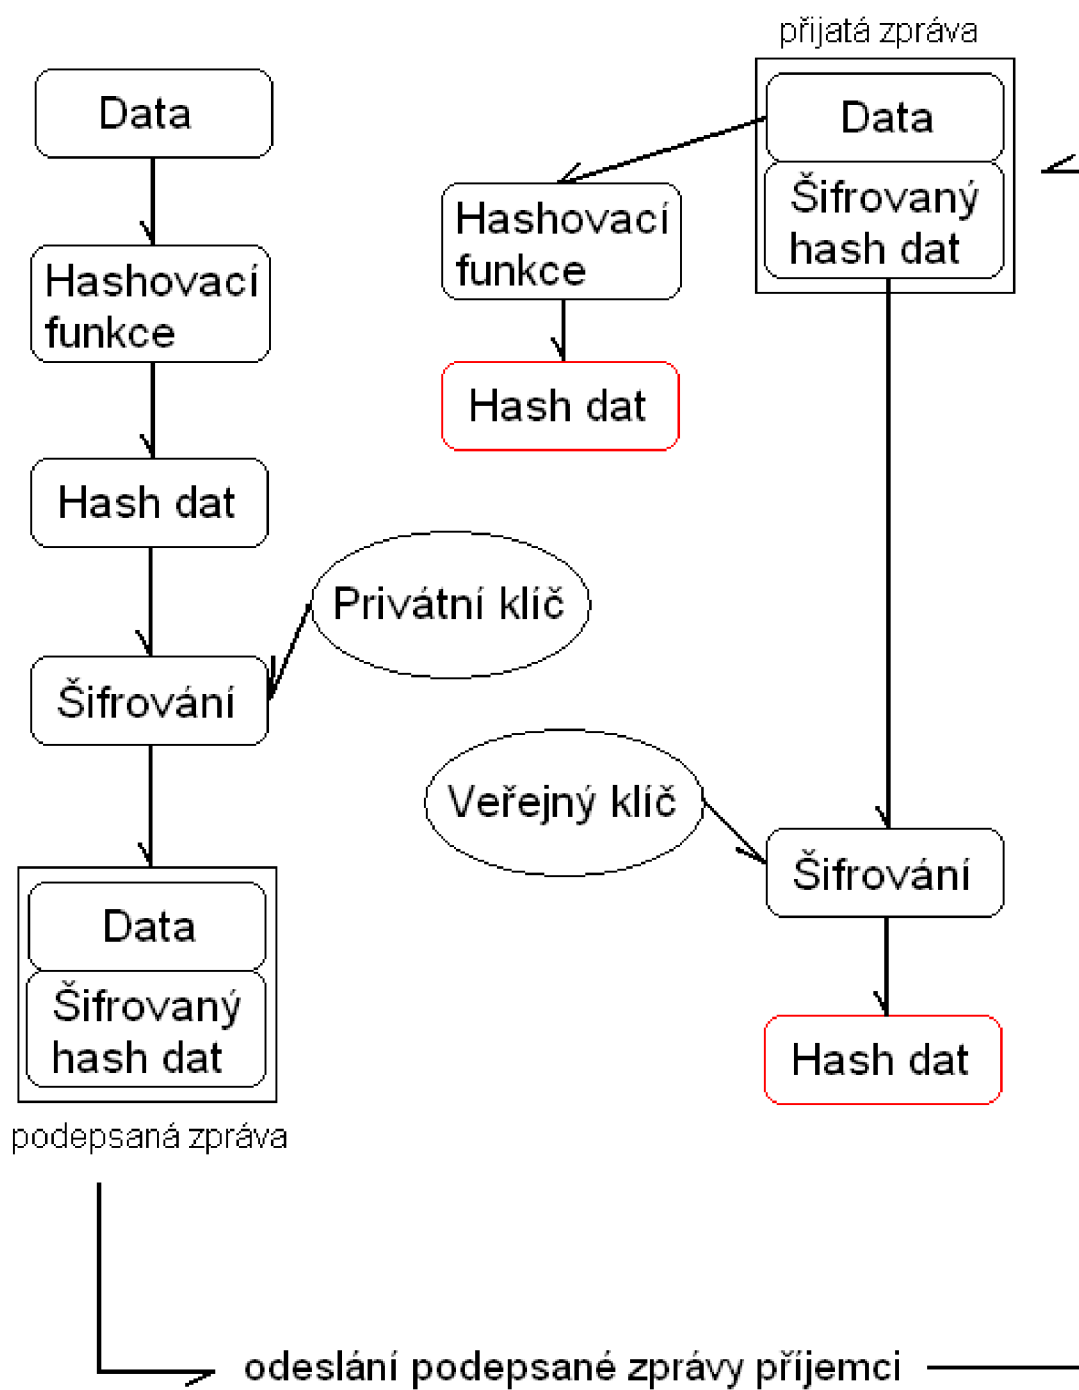 Data
Hashovací
funkce
Hash dat
Privátní klíč
Šifrování
Data
Šifrovaný
hash dat
podepsaná zpráva
odeslání podepsané zprávy příjemci
přijatá zpráva
Data
Šifrovaný
hash dat
Hashovací
funkce
Hash dat
Veřejný klíč
Šifrování
Hash dat